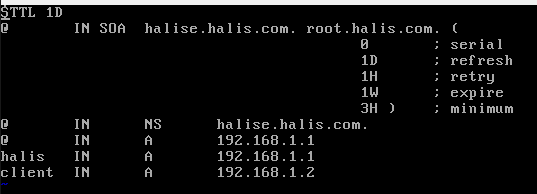 $TTL 1D
@ IN SOA halise.halis.com. root.halis.com. (
0 ; serial
1D ; refresh
1H ; retry
1W ; expire
3H ) ; minimum
@ IN NS halise.halis.com.
@ IN A 192.168.1.1
halis IN A 192.168.1.1
client IN A 192.168.1.2
~